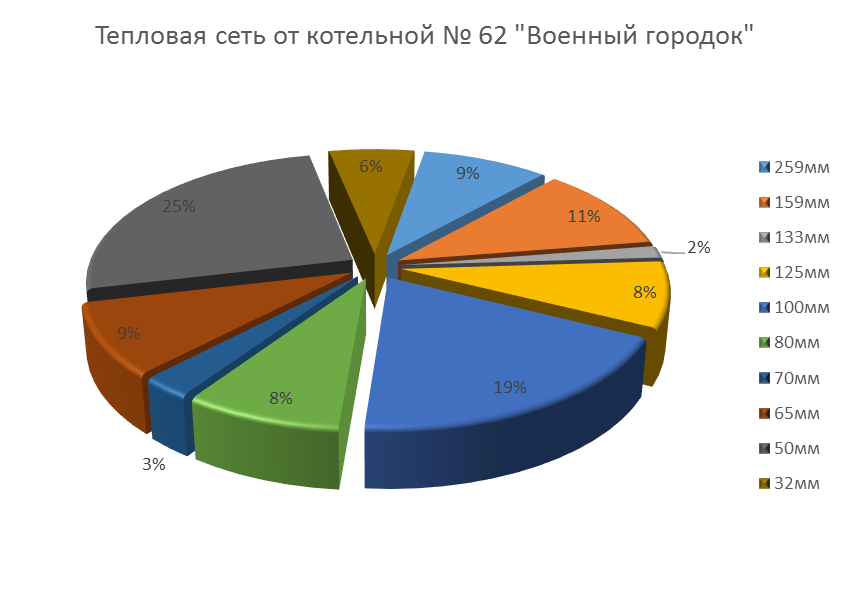 Тепловая сеть от котельной № 62 "Военный городок"
6%
9%
11%
2%
8%
19%
8%
3%
9%
25%
259мм
159мм
133мм
125мм
100мм
80мм
70мм
65мм
50мм
32мм